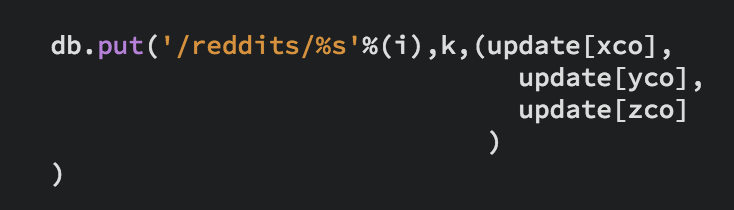 db.put('/reddits/%s'%(i),k,(update[xco],
update[yco],
update[zco]
)
)